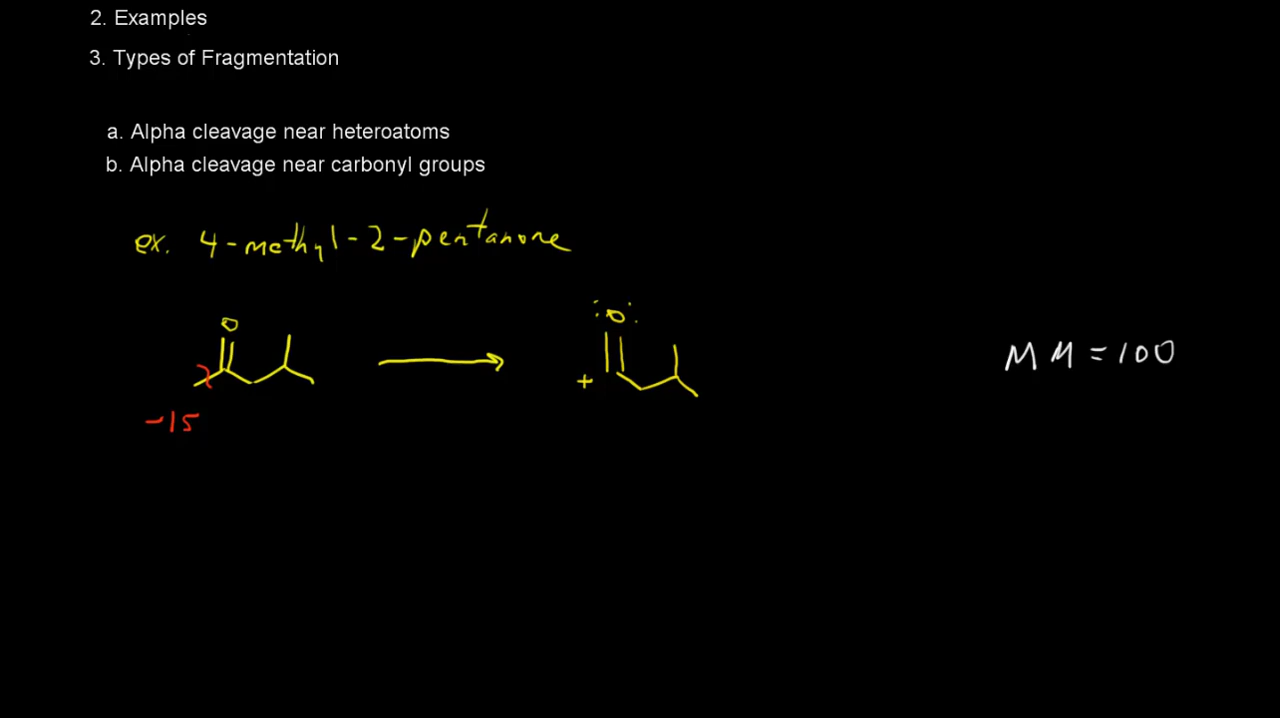 2. Examples
3. Types of Fragmentation
a. Alpha cleavage near heteroatoms
b. Alpha cleavage near carbonyl groups
ex. 4-methyl-2-pentanone
O
:O:
MM=100
+
-15